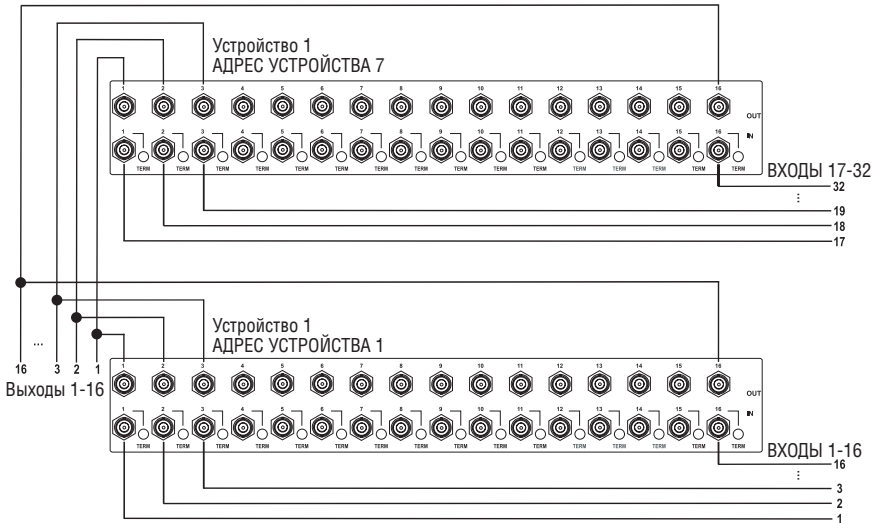 Устройство 1
АДРЕС УСТРОЙСТВА 7
1 2 3 4 5 6 7 8 9 10 11 12 13 14 15 16
OUT
IN
1 2 3 4 5 6 7 8 9 10 11 12 13 14 15 16
TERM TERM TERM TERM TERM TERM TERM TERM TERM TERM TERM TERM TERM TERM TERM TERM
ВХОДЫ 17-32
32
...
19
18
17
Устройство 1
АДРЕС УСТРОЙСТВА 1
... 
16 3 2 1
Выходы 1-16
1 2 3 4 5 6 7 8 9 10 11 12 13 14 15 16
OUT
IN
1 2 3 4 5 6 7 8 9 10 11 12 13 14 15 16
TERM TERM TERM TERM TERM TERM TERM TERM TERM TERM TERM TERM TERM TERM TERM TERM
ВХОДЫ 1-16
16
...
3
2
1